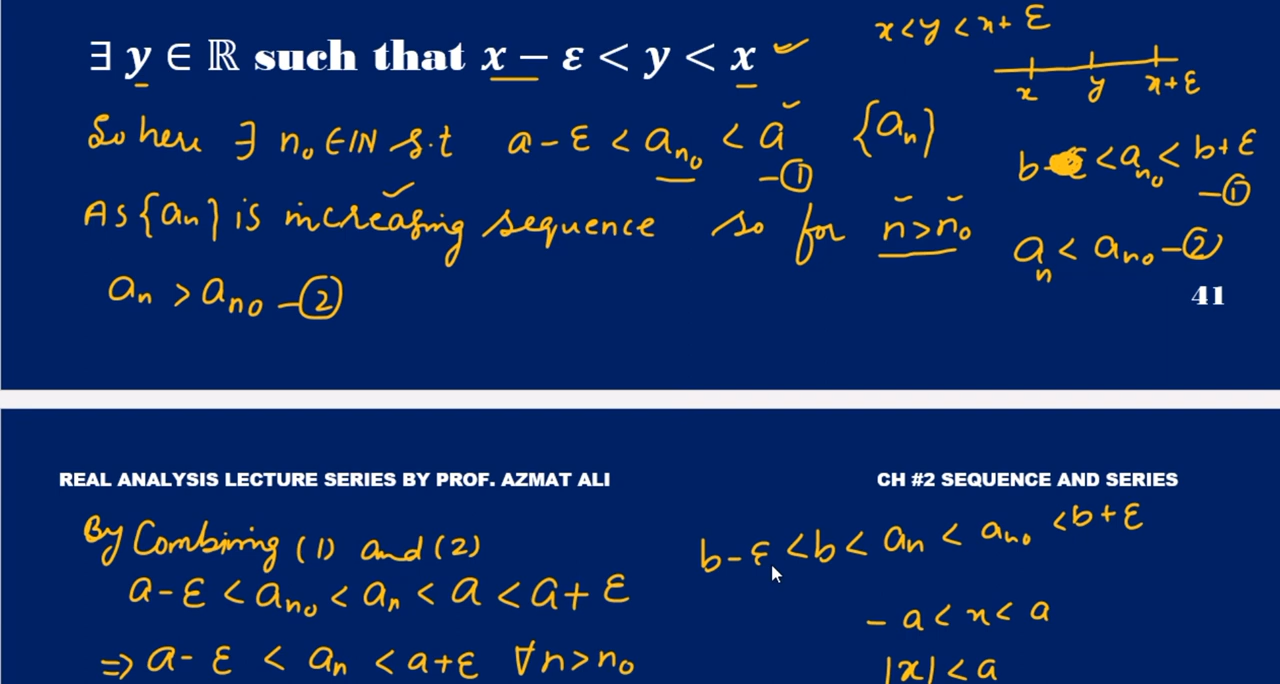 ∃ y ∈ ℝ such that x − ε < y < x ✓
x < y < x + ε
x y x + ε
So here ∃ n₀ ∈ IN s.t a − ε < aₙ₀ < a —①
{aₙ}
b < aₙ₀ < b + ε —①
As {aₙ} is increasing sequence so for n > n₀
aₙ < aₙ₀ —②
aₙ > aₙ₀ —②
41
REAL ANALYSIS LECTURE SERIES BY PROF. AZMAT ALI
CH #2 SEQUENCE AND SERIES
By Combining (1) and (2)
b − ε < b < aₙ < aₙ₀ < b + ε
a − ε < aₙ₀ < aₙ < a < a + ε
− a < x < a
⇒ a − ε < aₙ < a + ε ∀ n > n₀
|x| < a